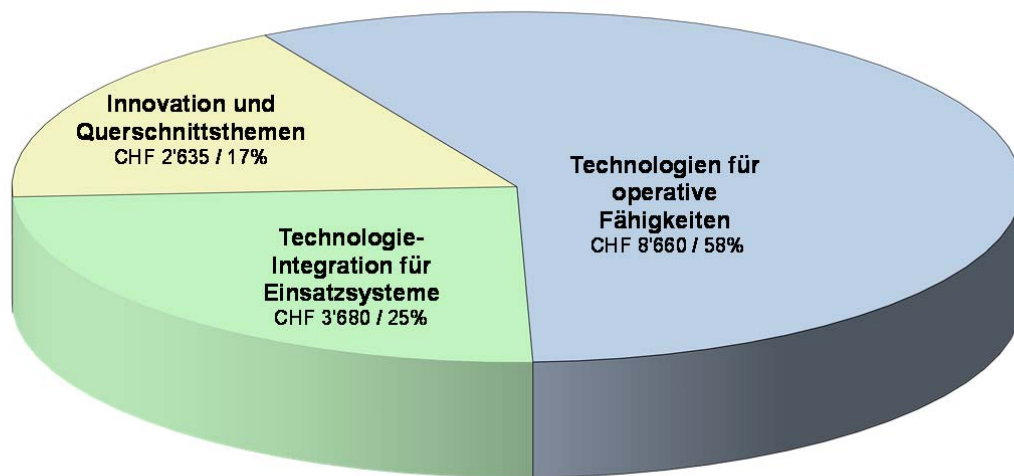 Innovation und
Querschnittsthemen
CHF 2'635 / 17%
Technologien für
operative
Fähigkeiten
CHF 8'660 / 58%
Technologie-
Integration für
Einsatzsysteme
CHF 3'680 / 25%